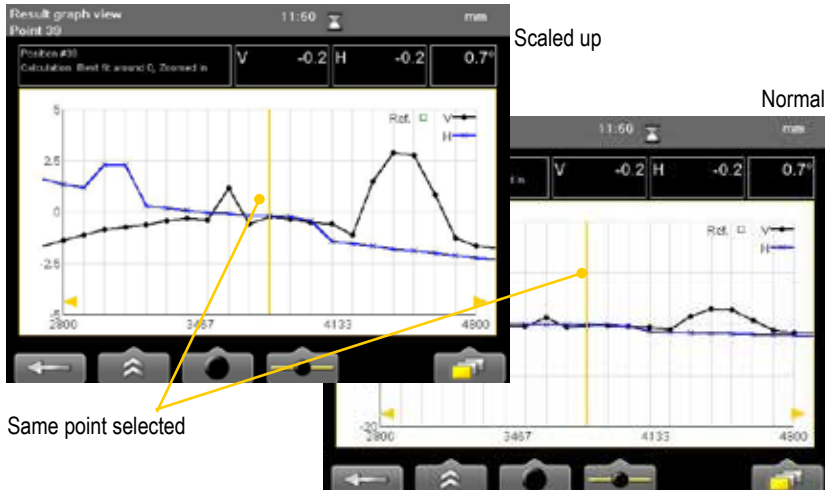 Result graph view 11:50 mm
Point 39
Scaled up
Position #39 V -0.2 H -0.2 0.7°
Calculation: Best fit around 0, Zoomed in
Normal
5
Ref. V
H
2.5
0
-2.5
-5
2800 3467 4133 4800
11:50 mm
V -0.2 H -0.2 0.7°
Ref. V
H
Same point selected
-20
2800 3467 4133 4800